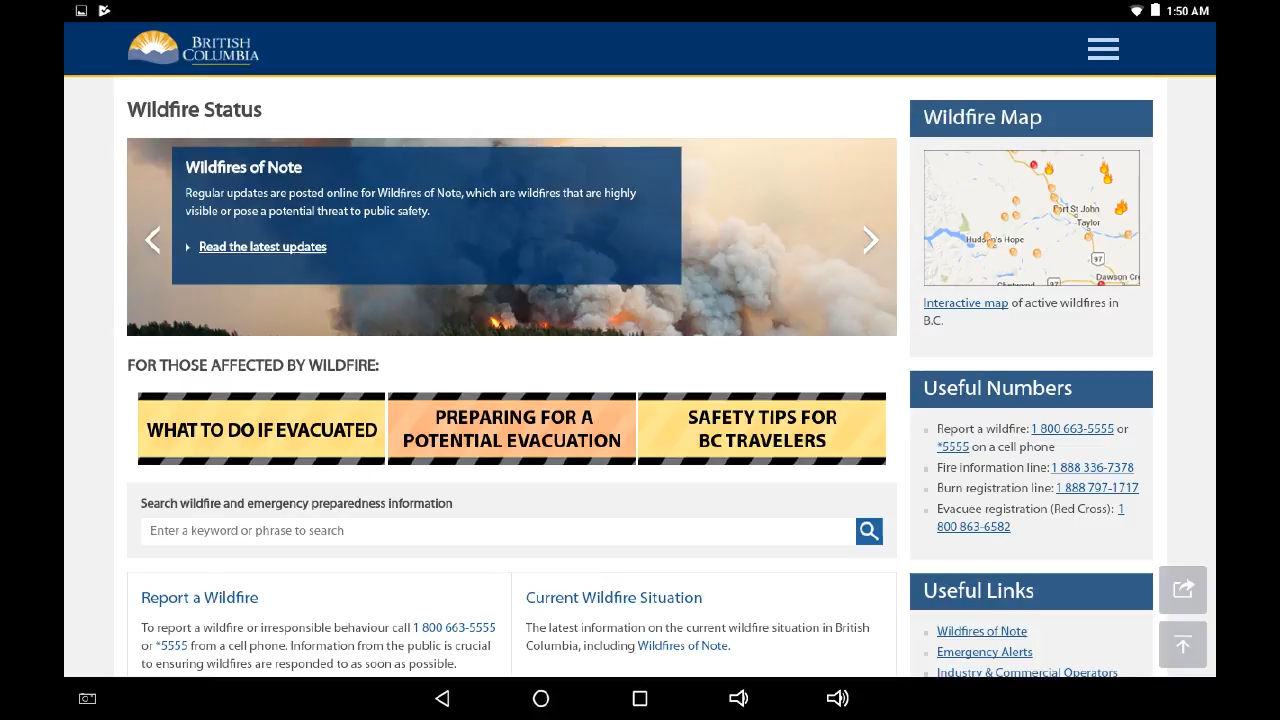 1:50 AM
BRITISH
COLUMBIA
Wildfire Status
Wildfires of Note
Regular updates are posted online for Wildfires of Note, which are wildfires that are highly
visible or pose a potential threat to public safety.
Read the latest updates
FOR THOSE AFFECTED BY WILDFIRE:
WHAT TO DO IF EVACUATED
PREPARING FOR A
POTENTIAL EVACUATION
SAFETY TIPS FOR
BC TRAVELERS
Search wildfire and emergency preparedness information
Enter a keyword or phrase to search
Report a Wildfire
To report a wildfire or irresponsible behaviour call 1 800 663-5555
or *5555 from a cell phone. Information from the public is crucial
to ensuring wildfires are responded to as soon as possible.
Current Wildfire Situation
The latest information on the current wildfire situation in British
Columbia, including Wildfires of Note.
Wildfire Map
Fort St John
Taylor
Hudson's Hope
97
Dawson Cr
97
Interactive map of active wildfires in
B.C.
Useful Numbers
Report a wildfire: 1 800 663-5555 or
*5555 on a cell phone
Fire information line: 1 888 336-7378
Burn registration line: 1 888 797-1717
Evacuee registration (Red Cross): 1
800 863-6582
Useful Links
Wildfires of Note
Emergency Alerts
Industry & Commercial Operators